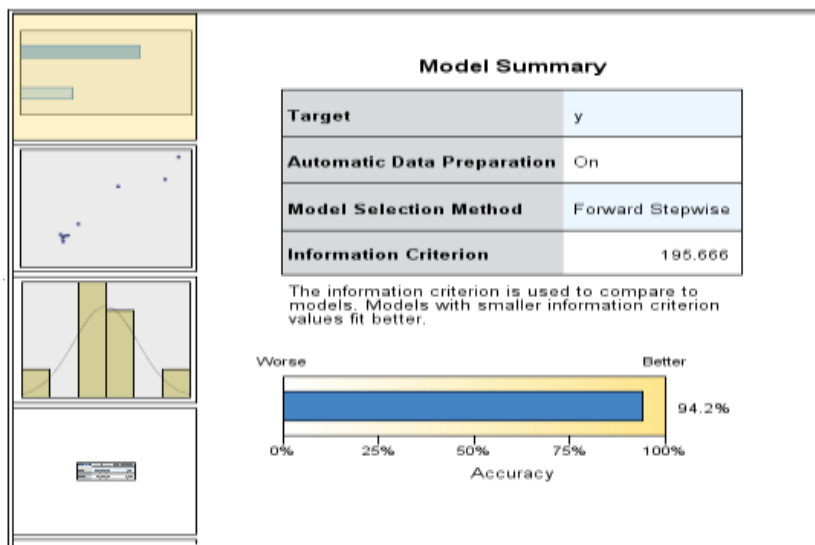 Model Summary
Target y
Automatic Data Preparation On
Model Selection Method Forward Stepwise
Information Criterion 195.666
The information criterion is used to compare to
models. Models with smaller information criterion
values fit better.
Worse Better
94.2%
0% 25% 50% 75% 100%
Accuracy